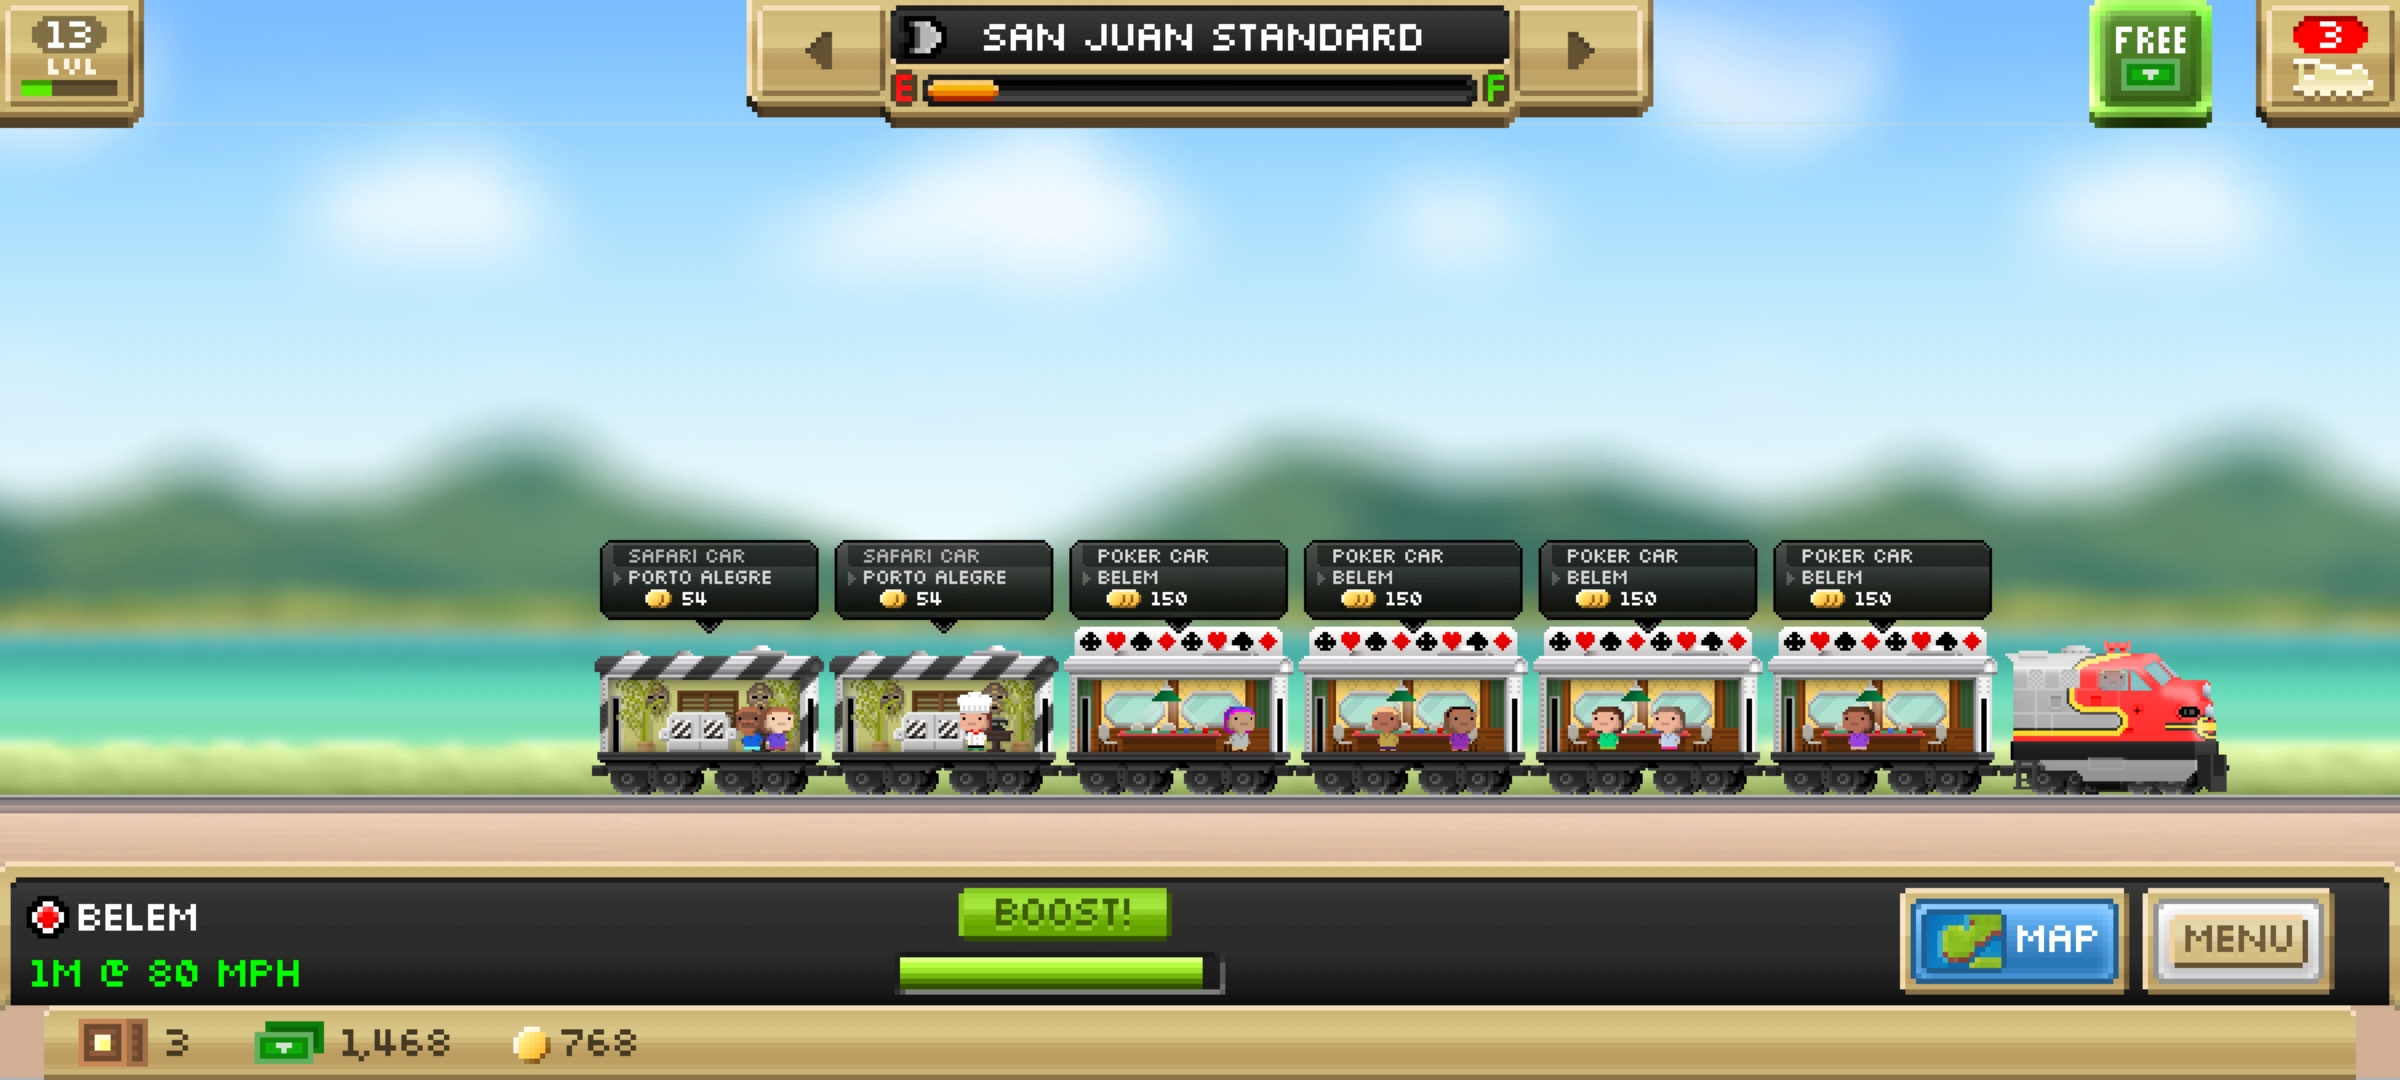 13
LVL
SAN JUAN STANDARD
E F
FREE
3
SAFARI CAR
PORTO ALEGRE
54
SAFARI CAR
PORTO ALEGRE
54
POKER CAR
BELEM
150
POKER CAR
BELEM
150
POKER CAR
BELEM
150
POKER CAR
BELEM
150
BELEM
1M @ 80 MPH
BOOST!
MAP
MENU
3
1,468
768